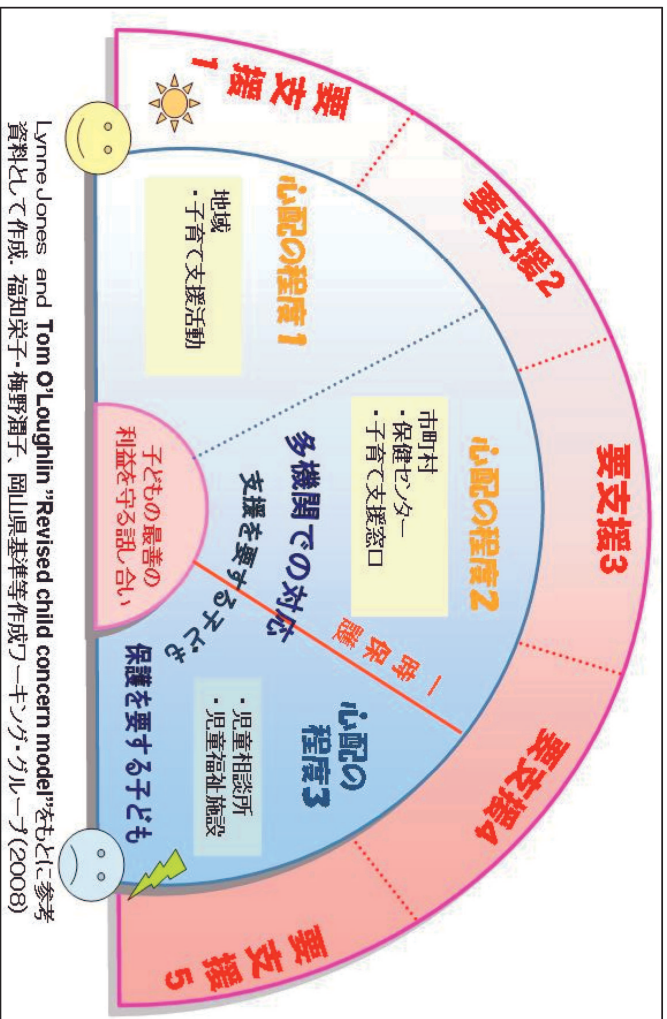 要支援1
要支援2
要支援3
要支援4
要支援5
心配の程度1
地域
・子育て支援活動
心配の程度2
市町村
・保健センター
・子育て支援窓口
多機関での対応
支援を要する子ども
一時保護
心配の
程度3
・児童相談所
・児童福祉施設
保護を要する子ども
子どもの最善の
利益を守る話し合い
Lynne Jones and Tom O'Loughlin "Revised child concern model"をもとに参考
資料として作成. 福知栄子・梅野潤子、岡山県基準等作成ワーキング・グループ(2008)